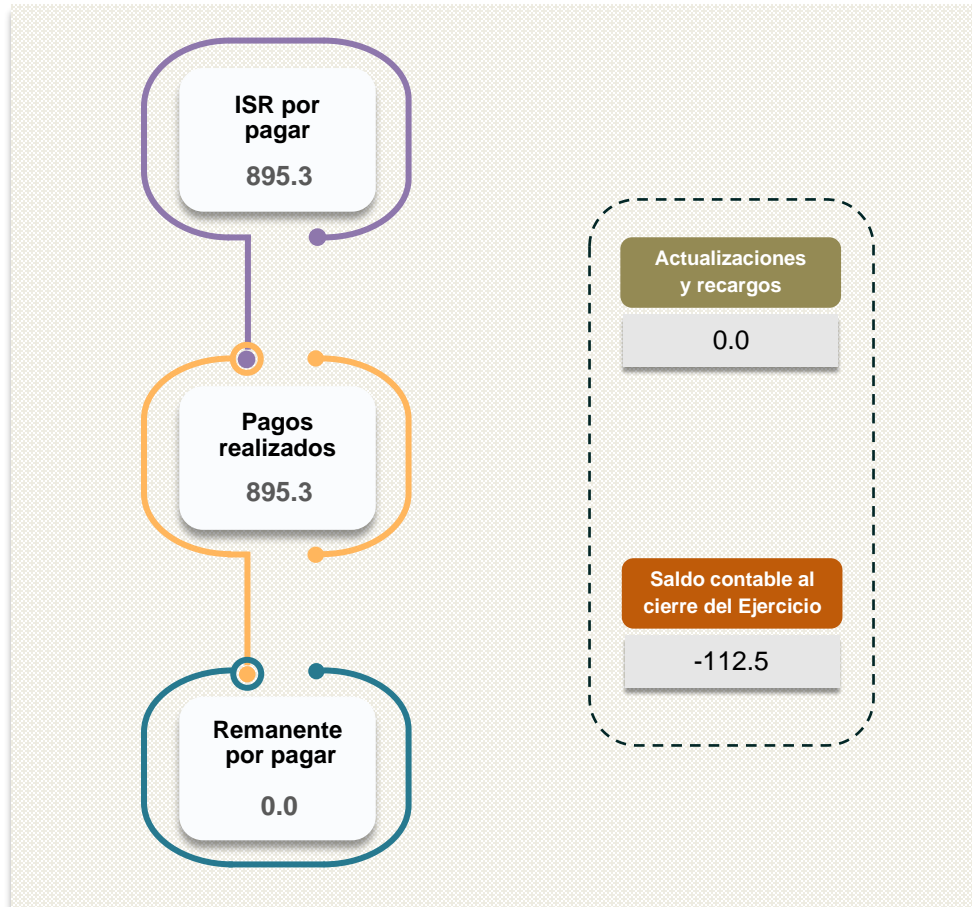 ISR por
pagar
895.3
Pagos
realizados
895.3
Remanente
por pagar
0.0
Actualizaciones
y recargos
0.0
Saldo contable al
cierre del Ejercicio
-112.5